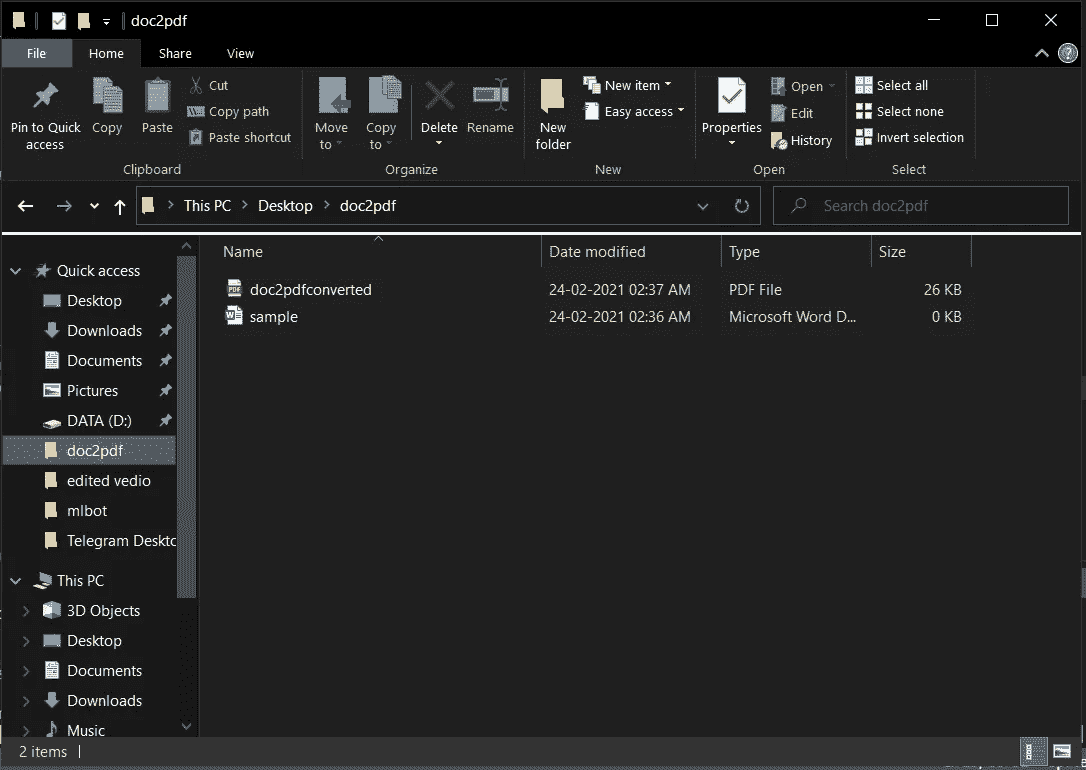 doc2pdf
File Home Share View
Pin to Quick access
Copy
Paste
Cut
Copy path
Paste shortcut
Clipboard
Move to
Copy to
Delete
Rename
Organize
New folder
New item
Easy access
New
Properties
Open
Edit
History
Open
Select all
Select none
Invert selection
Select
This PC > Desktop > doc2pdf
Search doc2pdf
Name Date modified Type Size
doc2pdfconverted 24-02-2021 02:37 AM PDF File 26 KB
sample 24-02-2021 02:36 AM Microsoft Word D... 0 KB
Quick access
Desktop
Downloads
Documents
Pictures
DATA (D:)
doc2pdf
edited vedio
mlbot
Telegram Deskto
This PC
3D Objects
Desktop
Documents
Downloads
Music
2 items